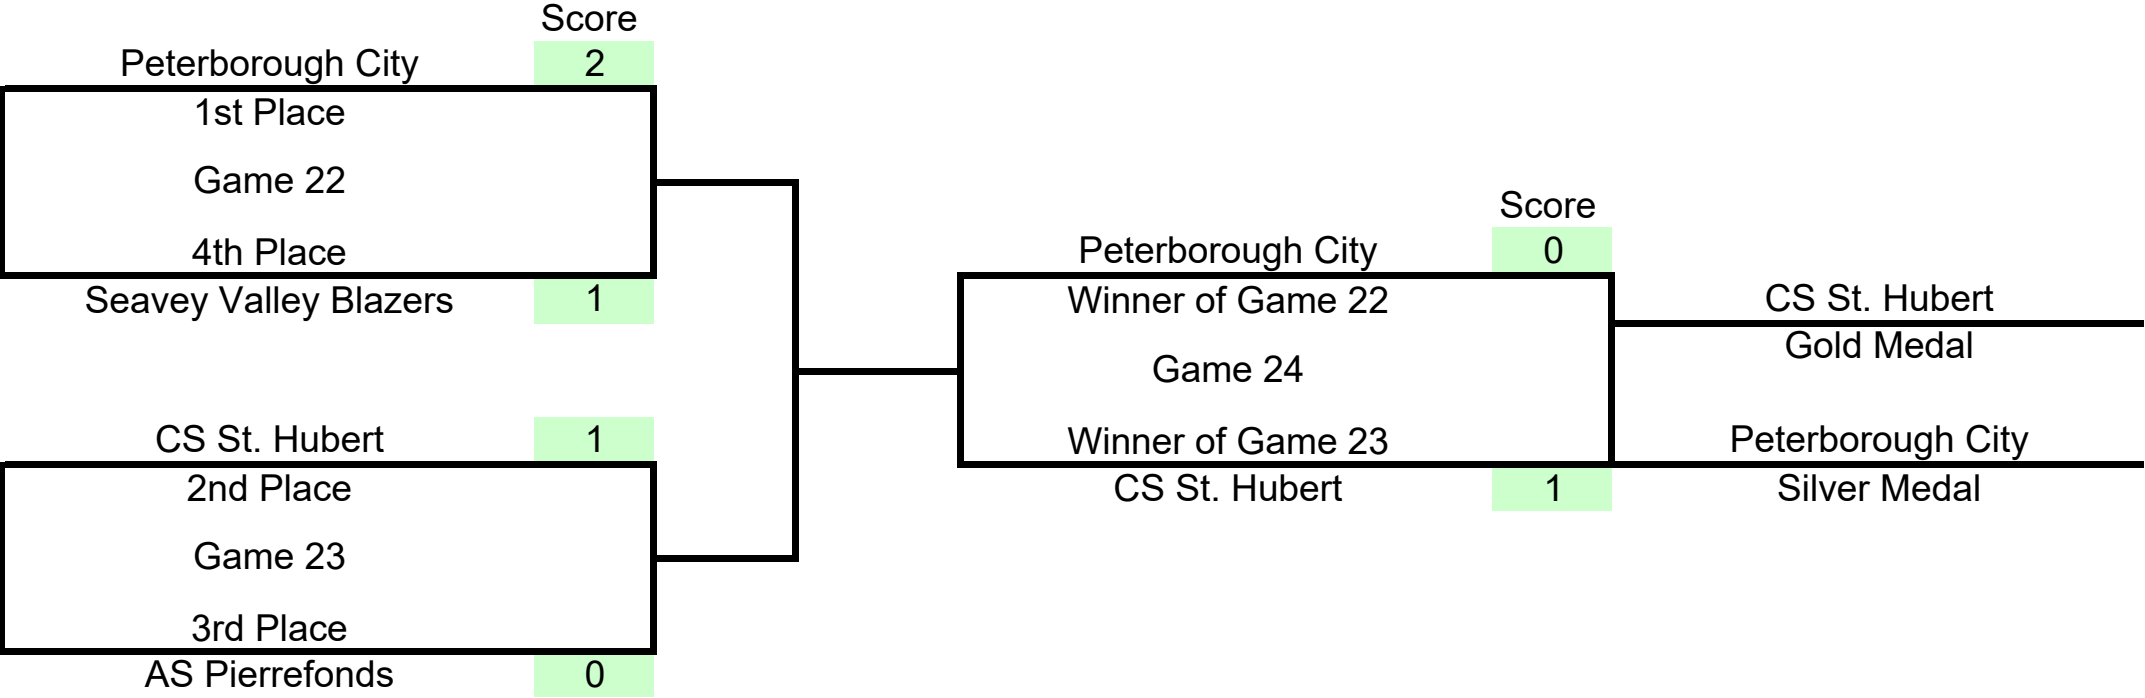 Score
Peterborough City 2
1st Place
Game 22
4th Place
Seavey Valley Blazers 1
CS St. Hubert 1
2nd Place
Game 23
3rd Place
AS Pierrefonds 0
Score
Peterborough City 0
Winner of Game 22
Game 24
Winner of Game 23
CS St. Hubert 1
CS St. Hubert
Gold Medal
Peterborough City
Silver Medal